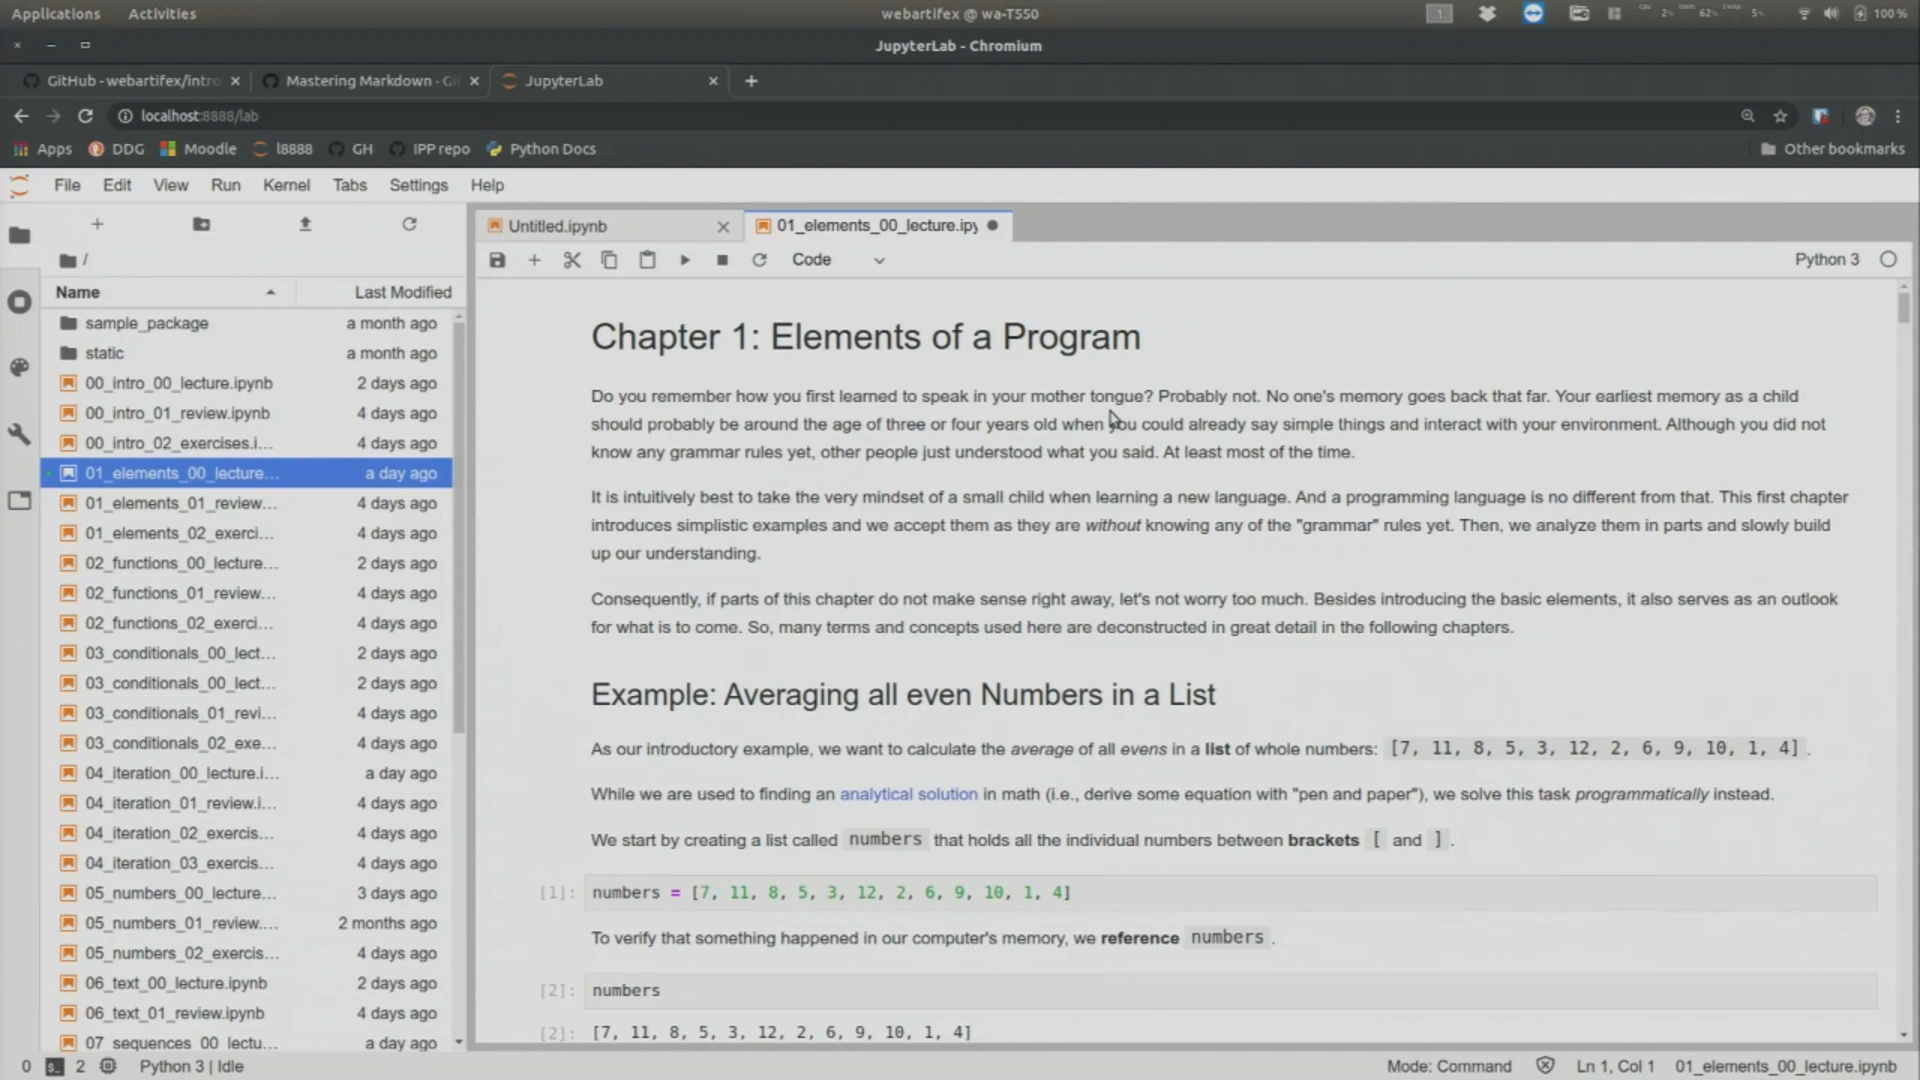 Applications Activities webartifex @ wa-T550 1 cpu 2% mem 62% swap 5% 100 %
JupyterLab - Chromium
GitHub - webartifex/intro Mastering Markdown - Gi JupyterLab
localhost:8888/lab
Apps DDG Moodle l8888 GH IPP repo Python Docs Other bookmarks
File Edit View Run Kernel Tabs Settings Help
Untitled.ipynb 01_elements_00_lecture.ipy
/
Code Python 3
Name Last Modified
sample_package a month ago
static a month ago
00_intro_00_lecture.ipynb 2 days ago
00_intro_01_review.ipynb 4 days ago
00_intro_02_exercises.i... 4 days ago
01_elements_00_lecture... a day ago
01_elements_01_review... 4 days ago
01_elements_02_exerci... 4 days ago
02_functions_00_lecture... 2 days ago
02_functions_01_review... 4 days ago
02_functions_02_exerci... 4 days ago
03_conditionals_00_lect... 2 days ago
03_conditionals_00_lect... 2 days ago
03_conditionals_01_revi... 4 days ago
03_conditionals_02_exe... 4 days ago
04_iteration_00_lecture.i... a day ago
04_iteration_01_review.i... 4 days ago
04_iteration_02_exercis... 4 days ago
04_iteration_03_exercis... 4 days ago
05_numbers_00_lecture... 3 days ago
05_numbers_01_review.... 2 months ago
05_numbers_02_exercis... 4 days ago
06_text_00_lecture.ipynb 2 days ago
06_text_01_review.ipynb 4 days ago
07_sequences_00_lectu... a day ago
Chapter 1: Elements of a Program
Do you remember how you first learned to speak in your mother tongue? Probably not. No one's memory goes back that far. Your earliest memory as a child
should probably be around the age of three or four years old when you could already say simple things and interact with your environment. Although you did not
know any grammar rules yet, other people just understood what you said. At least most of the time.
It is intuitively best to take the very mindset of a small child when learning a new language. And a programming language is no different from that. This first chapter
introduces simplistic examples and we accept them as they are without knowing any of the "grammar" rules yet. Then, we analyze them in parts and slowly build
up our understanding.
Consequently, if parts of this chapter do not make sense right away, let's not worry too much. Besides introducing the basic elements, it also serves as an outlook
for what is to come. So, many terms and concepts used here are deconstructed in great detail in the following chapters.
Example: Averaging all even Numbers in a List
As our introductory example, we want to calculate the average of all evens in a list of whole numbers: [7, 11, 8, 5, 3, 12, 2, 6, 9, 10, 1, 4] .
While we are used to finding an analytical solution in math (i.e., derive some equation with "pen and paper"), we solve this task programmatically instead.
We start by creating a list called numbers that holds all the individual numbers between brackets [ and ] .
[1]: numbers = [7, 11, 8, 5, 3, 12, 2, 6, 9, 10, 1, 4]
To verify that something happened in our computer's memory, we reference numbers .
[2]: numbers
[2]: [7, 11, 8, 5, 3, 12, 2, 6, 9, 10, 1, 4]
0 2 Python 3 | Idle Mode: Command Ln 1, Col 1 01_elements_00_lecture.ipynb